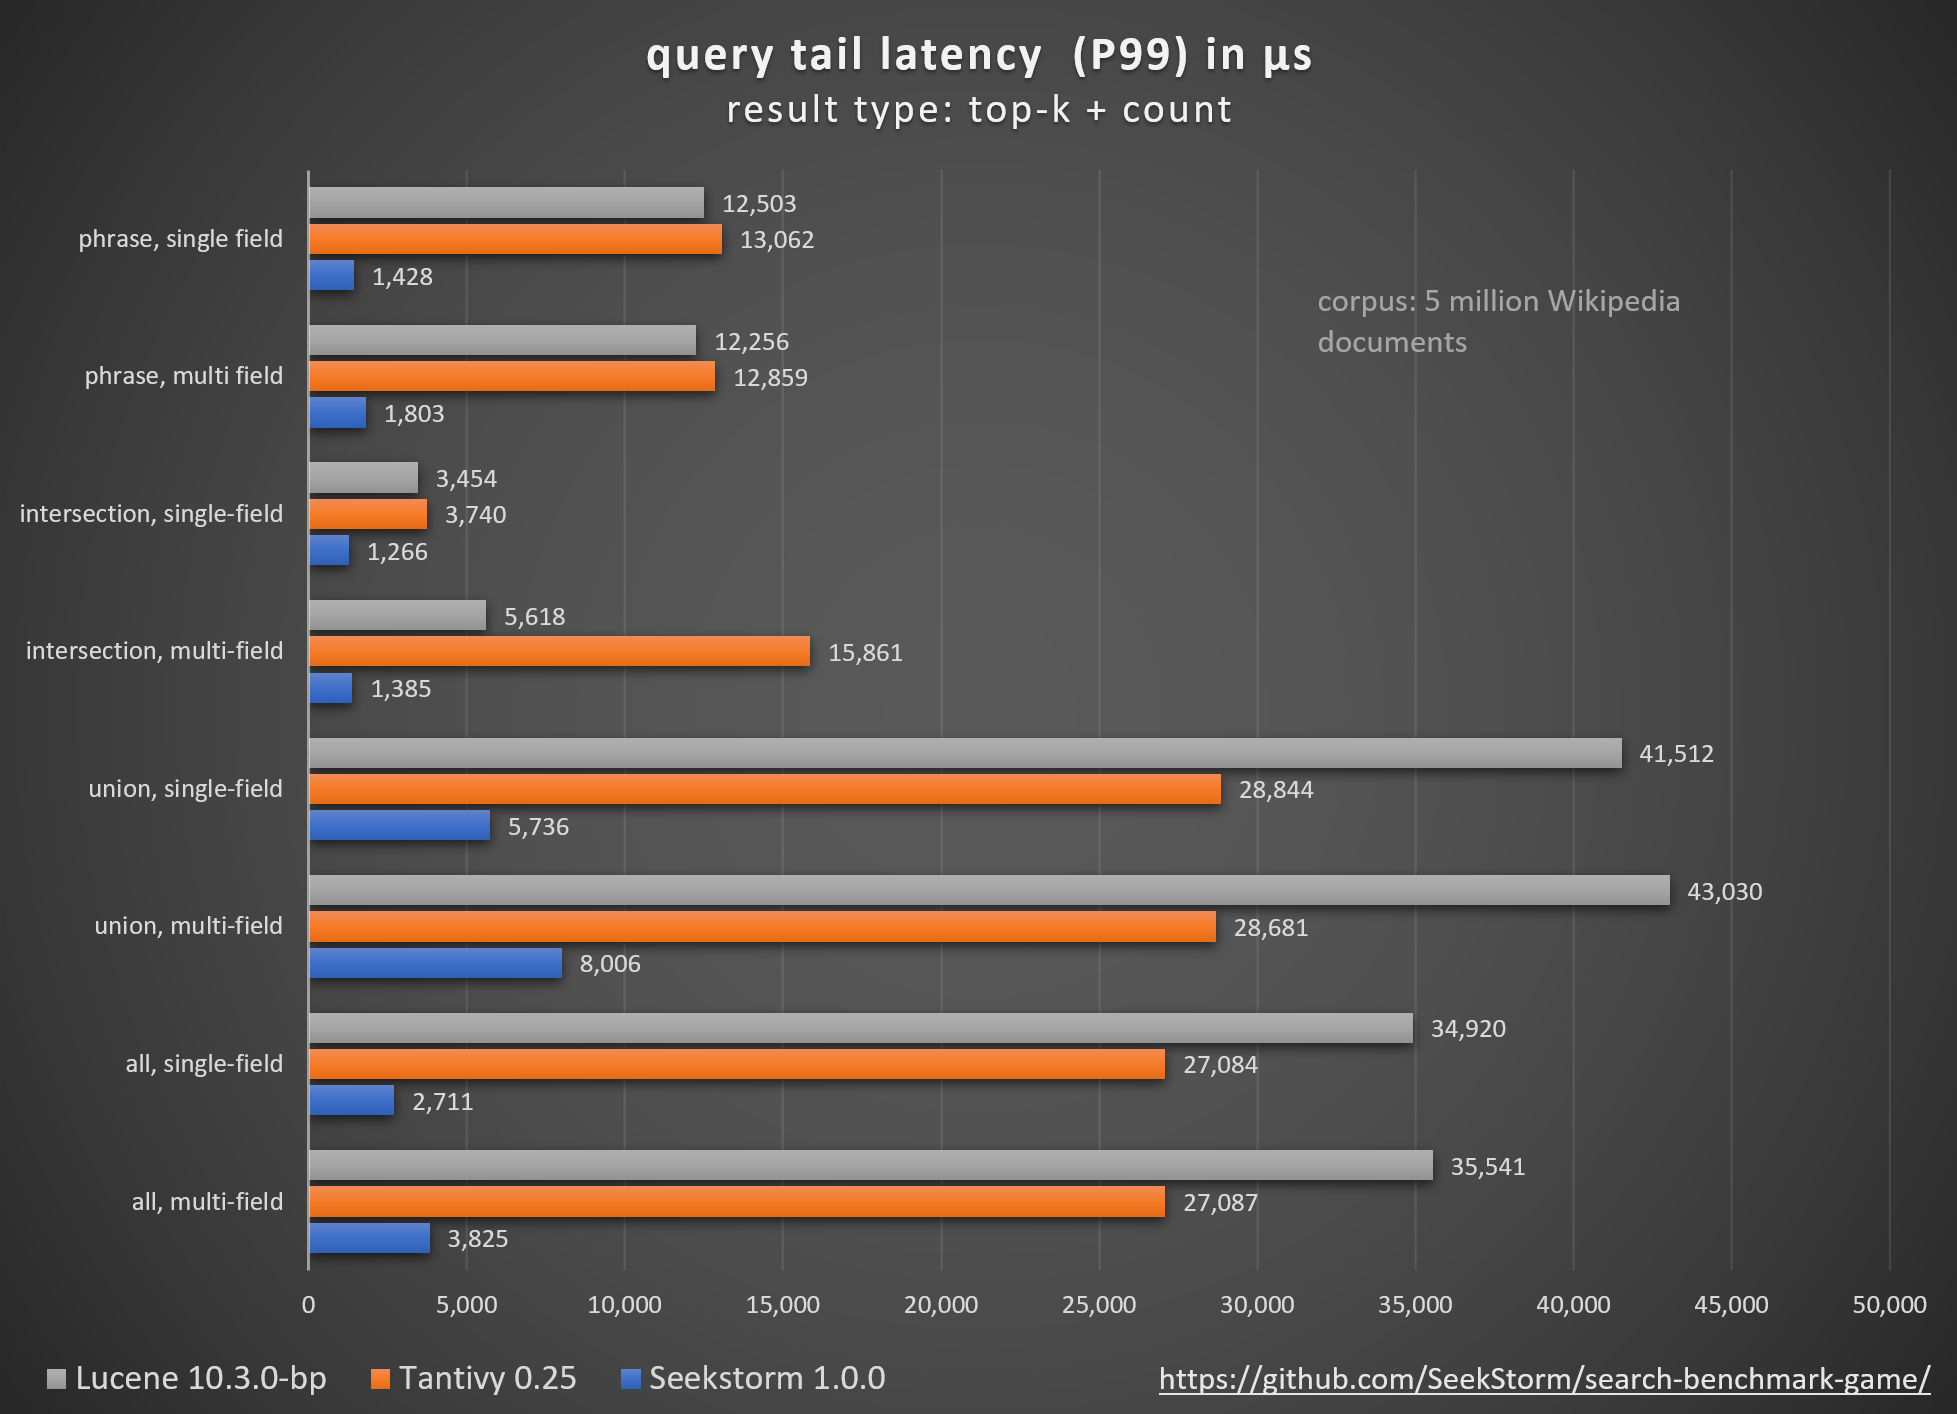 query tail latency (P99) in µs
result type: top-k + count
phrase, single field
12,503
13,062
1,428
corpus: 5 million Wikipedia
documents
phrase, multi field
12,256
12,859
1,803
intersection, single-field
3,454
3,740
1,266
intersection, multi-field
5,618
15,861
1,385
union, single-field
41,512
28,844
5,736
union, multi-field
43,030
28,681
8,006
all, single-field
34,920
27,084
2,711
all, multi-field
35,541
27,087
3,825
0 5,000 10,000 15,000 20,000 25,000 30,000 35,000 40,000 45,000 50,000
Lucene 10.3.0-bp Tantivy 0.25 Seekstorm 1.0.0 https://github.com/SeekStorm/search-benchmark-game/